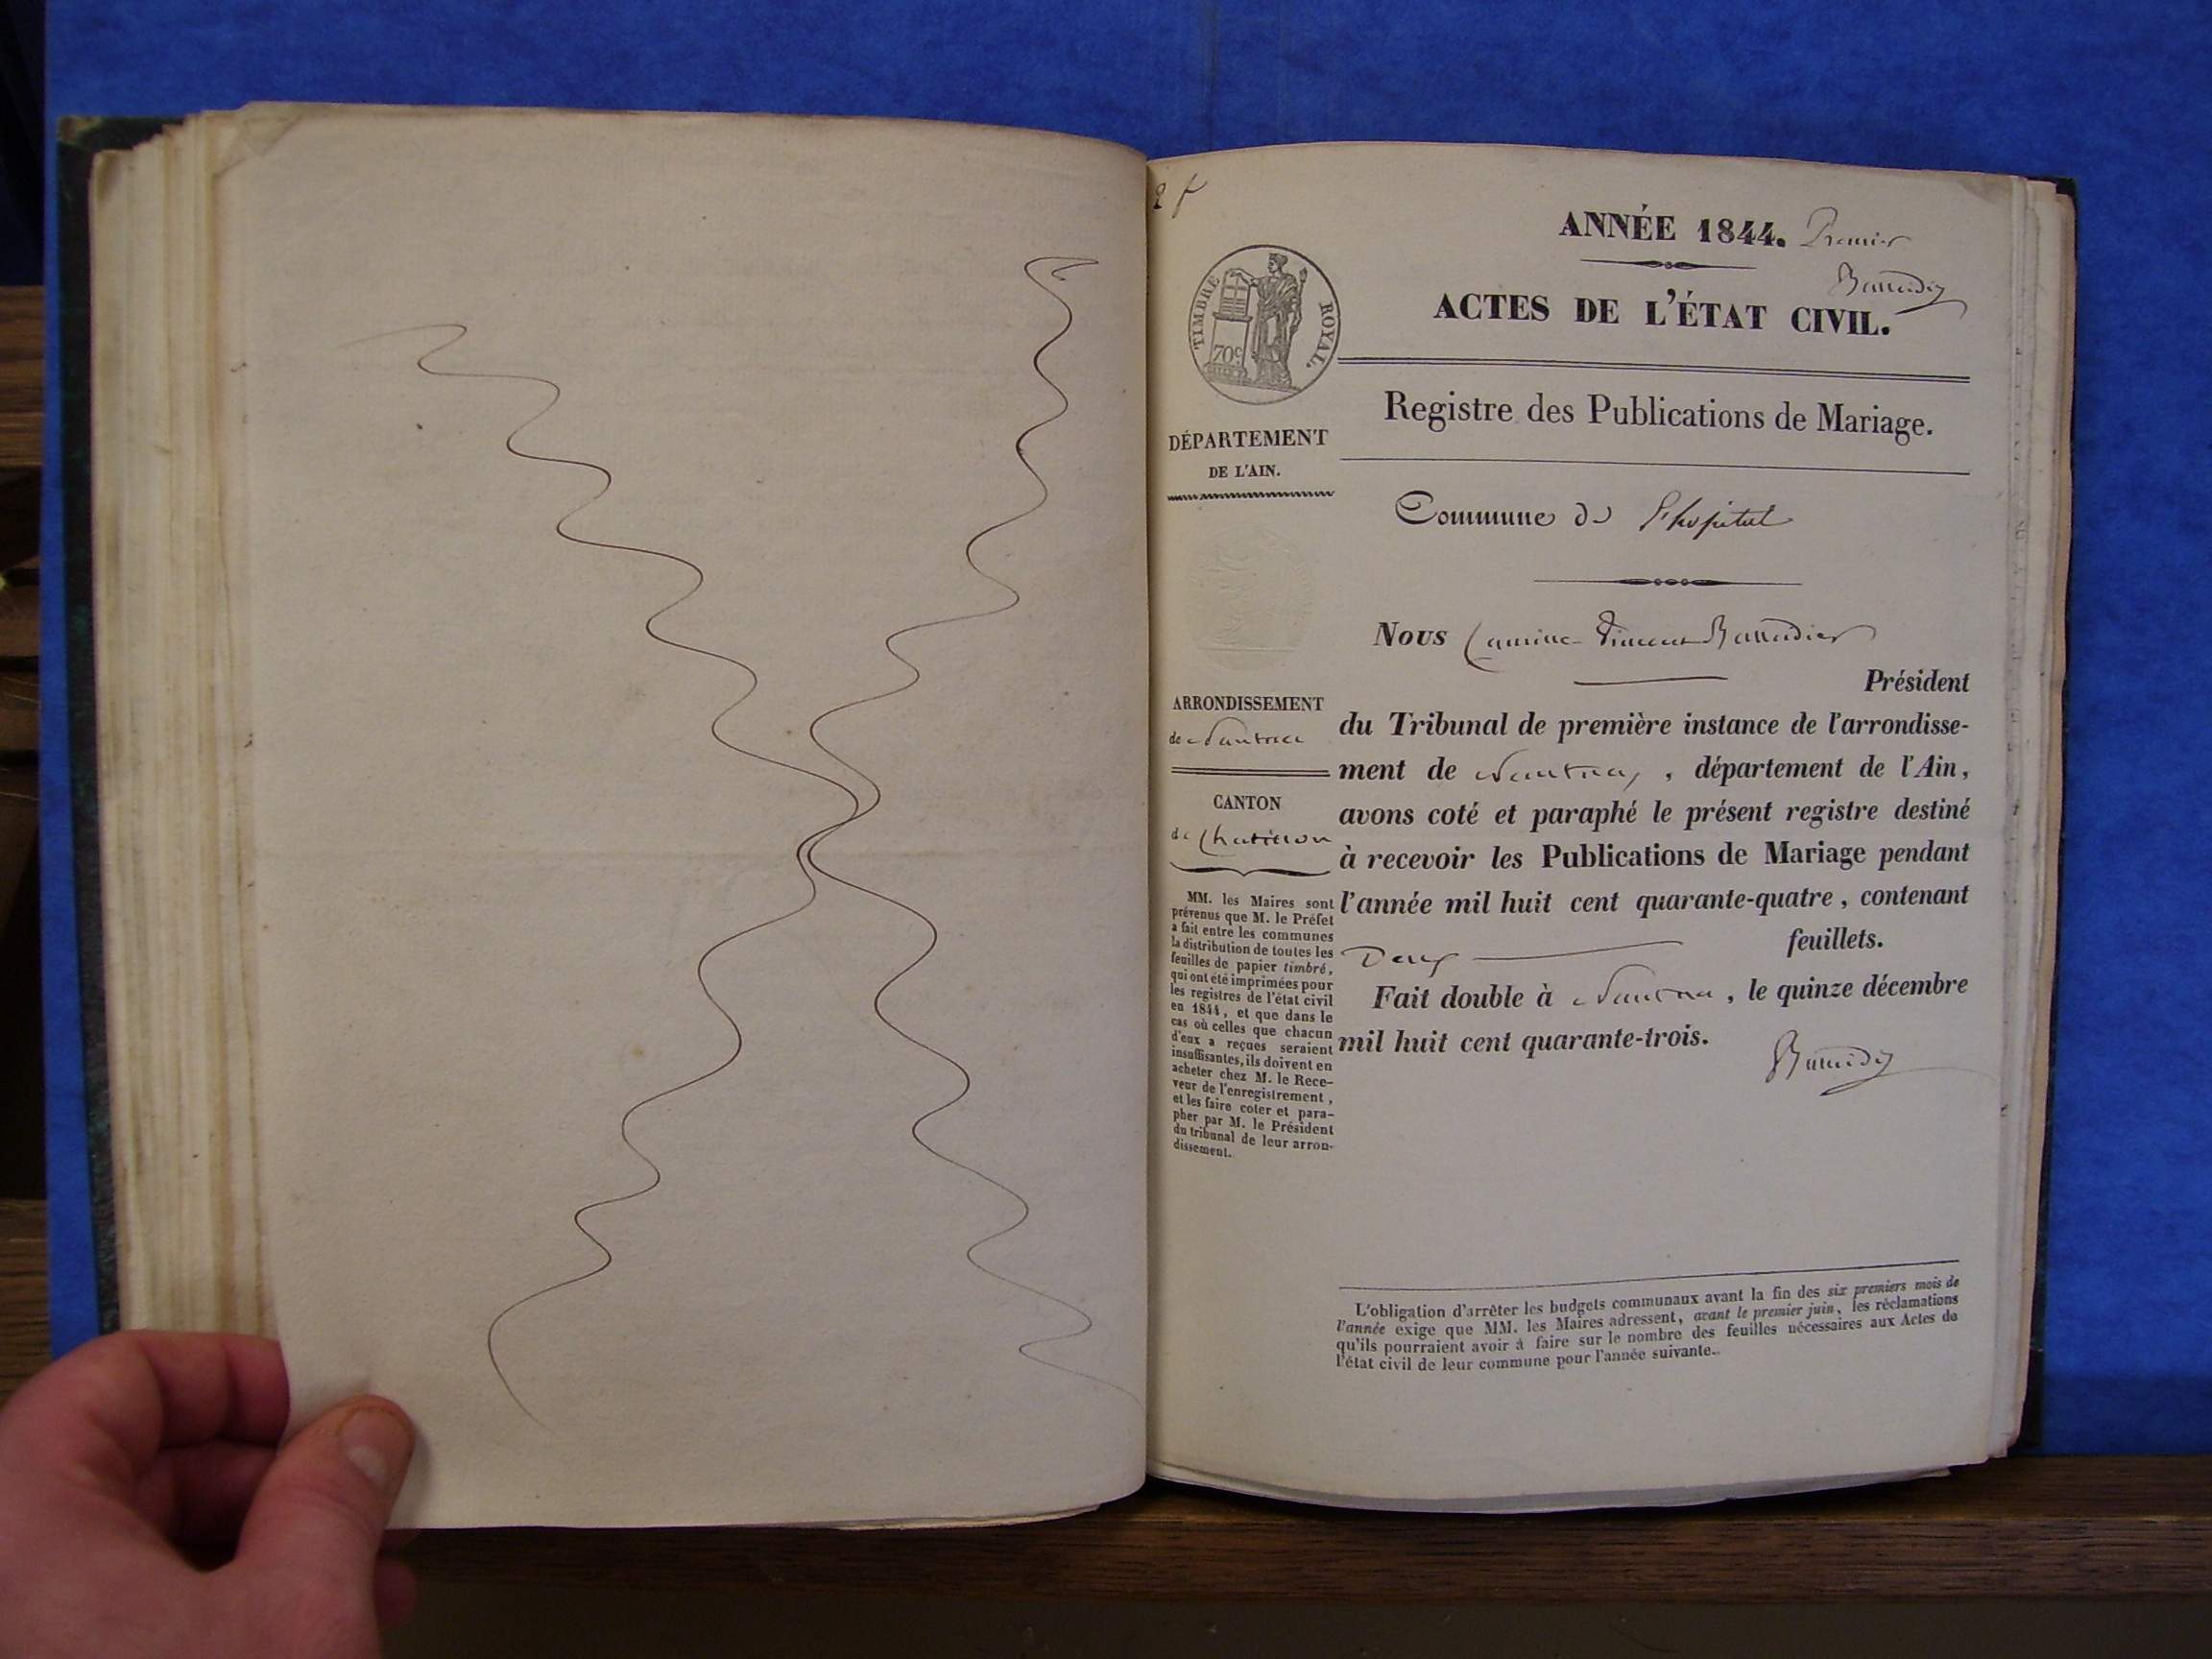 2 f
ANNÉE 1844. Premier
ACTES DE L'ÉTAT CIVIL.
TIMBRE ROYAL.
70c
Registre des Publications de Mariage.
DÉPARTEMENT
DE L'AIN.
Commune de L'hopital
Nous
Président
ARRONDISSEMENT
de Nantua
CANTON
de Chatillon
MM. les Maires sont
prévenus que M. le Préfet
a fait entre les communes
la distribution de toutes les
feuilles de papier timbré,
qui ont été imprimées pour
les registres de l'état civil
en 1844, et que dans le
cas où celles que chacun
d'eux a reçues seraient
insuffisantes, ils doivent en
acheter chez M. le Rece-
veur de l'enregistrement,
et les faire coter et para-
pher par M. le Président
du tribunal de leur arron-
dissement.
du Tribunal de première instance de l'arrondisse-
ment de Nantua, département de l'Ain,
avons coté et paraphé le présent registre destiné
à recevoir les Publications de Mariage pendant
l'année mil huit cent quarante-quatre, contenant
Deux feuillets.
Fait double à Nantua, le quinze décembre
mil huit cent quarante-trois.
L'obligation d'arrêter les budgets communaux avant la fin des six premiers mois de
l'année exige que MM. les Maires adressent, avant le premier juin, les réclamations
qu'ils pourraient avoir à faire sur le nombre des feuilles nécessaires aux Actes de
l'état civil de leur commune pour l'année suivante.